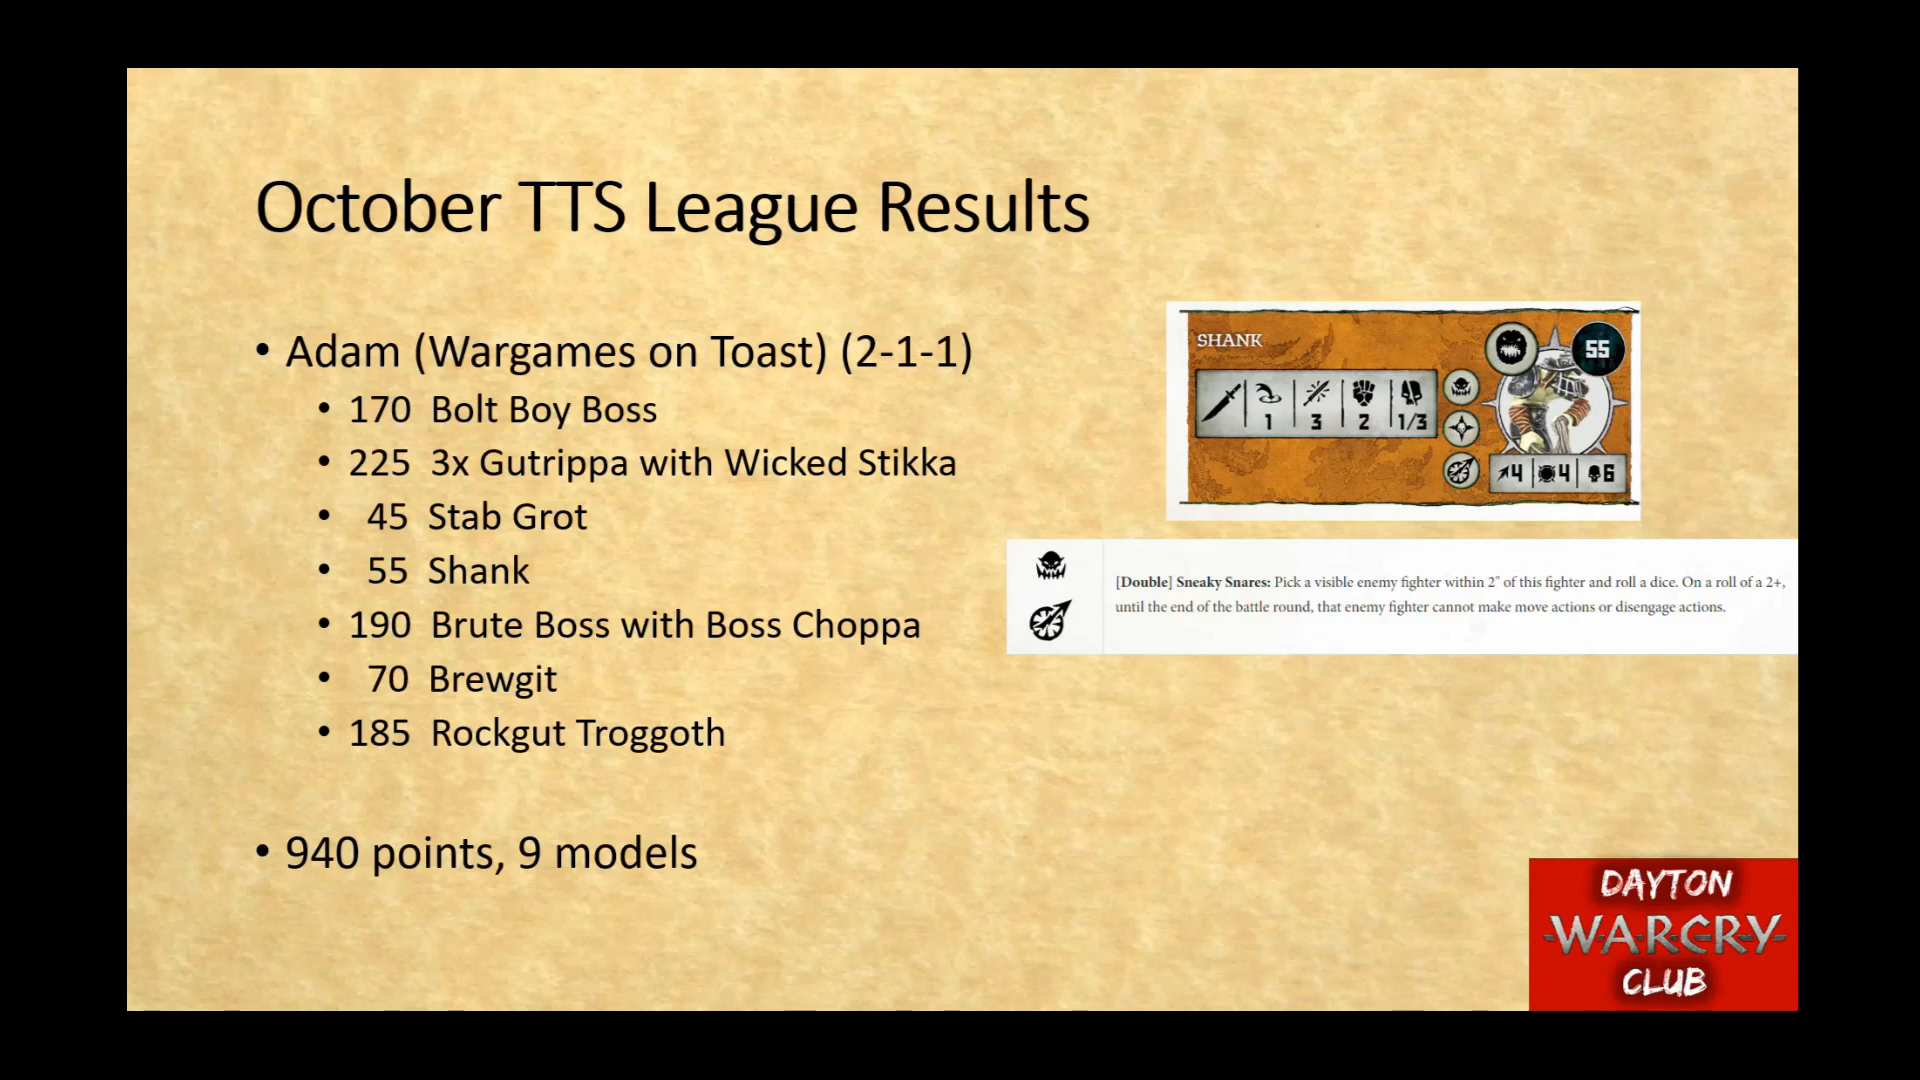 October TTS League Results
• Adam (Wargames on Toast) (2-1-1)
• 170 Bolt Boy Boss
• 225 3x Gutrippa with Wicked Stikka
• 45 Stab Grot
• 55 Shank
• 190 Brute Boss with Boss Choppa
• 70 Brewgit
• 185 Rockgut Troggoth
• 940 points, 9 models
SHANK
55
1 3 2 1/3
4 4 6
[Double] Sneaky Snares: Pick a visible enemy fighter within 2" of this fighter and roll a dice. On a roll of a 2+,
until the end of the battle round, that enemy fighter cannot make move actions or disengage actions.
DAYTON
WARCRY
CLUB